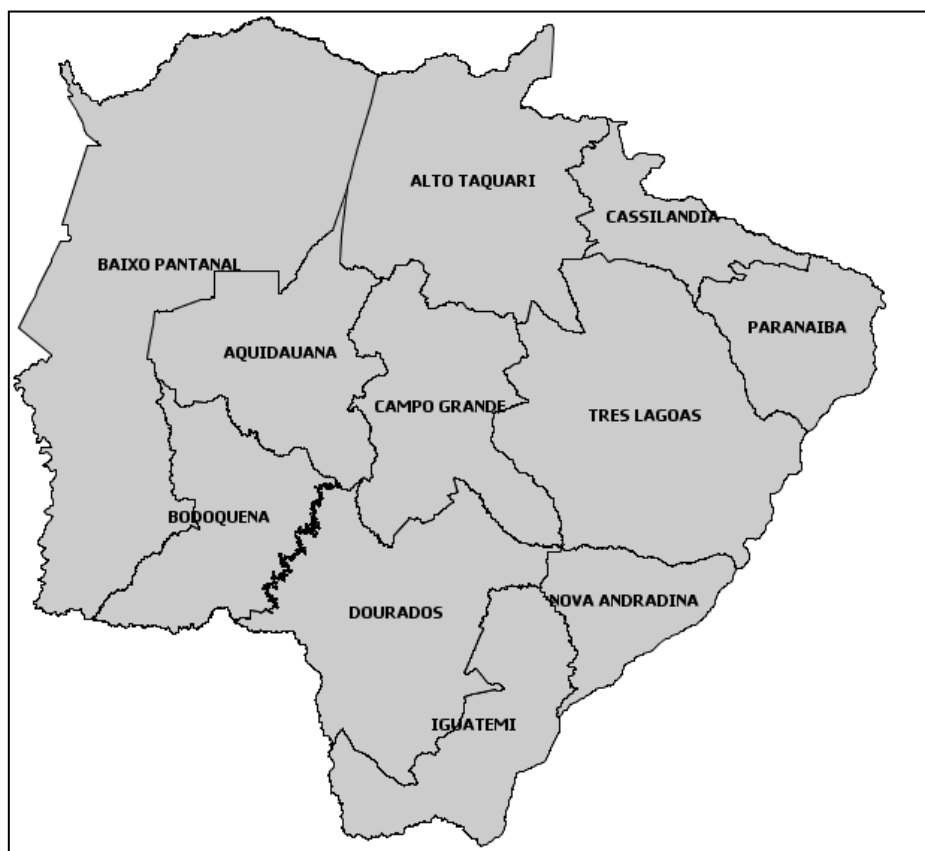 ALTO TAQUARI
CASSILANDIA
BAIXO PANTANAL
PARANAIBA
AQUIDAUANA
CAMPO GRANDE
TRES LAGOAS
BODOQUENA
NOVA ANDRADINA
DOURADOS
IGUATEMI